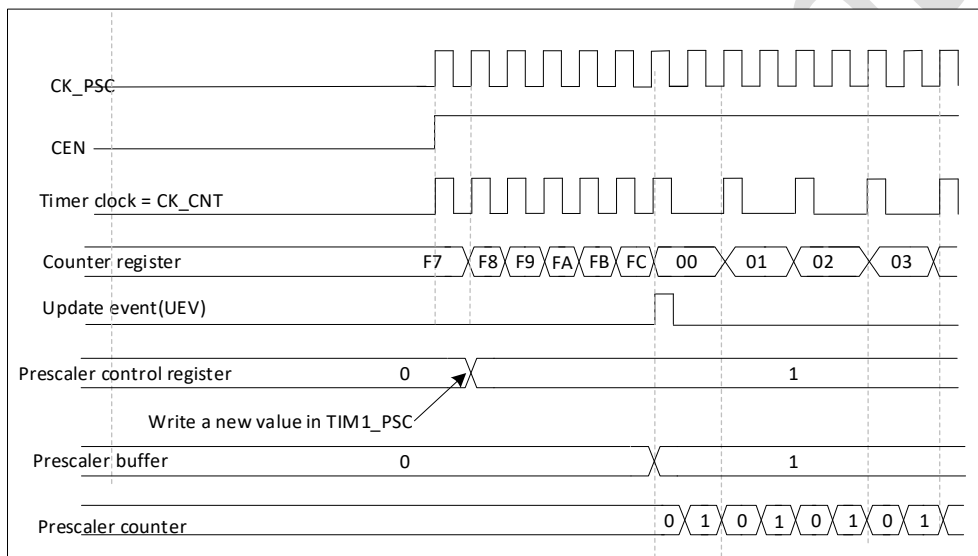 CK_PSC
CEN
Timer clock = CK_CNT
Counter register F7 F8 F9 FA FB FC 00 01 02 03
Update event(UEV)
Prescaler control register 0 1
Write a new value in TIM1_PSC
Prescaler buffer 0 1
Prescaler counter 0 1 0 1 0 1 0 1